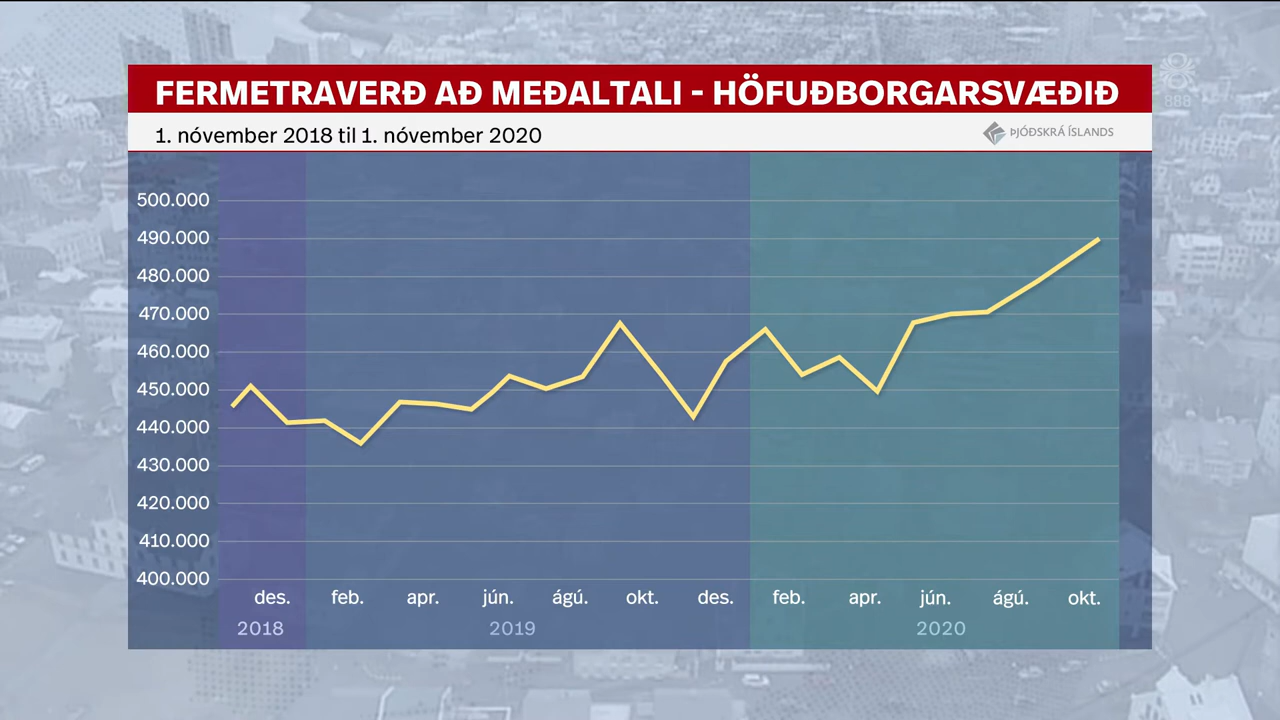 FERMETRAVERÐ AÐ MEÐALTALI - HÖFUÐBORGARSVÆÐIÐ
888
1. nóvember 2018 til 1. nóvember 2020
ÞJÓÐSKRÁ ÍSLANDS
500.000
490.000
480.000
470.000
460.000
450.000
440.000
430.000
420.000
410.000
400.000
des. feb. apr. jún. ágú. okt. des. feb. apr. jún. ágú. okt.
2018 2019 2020